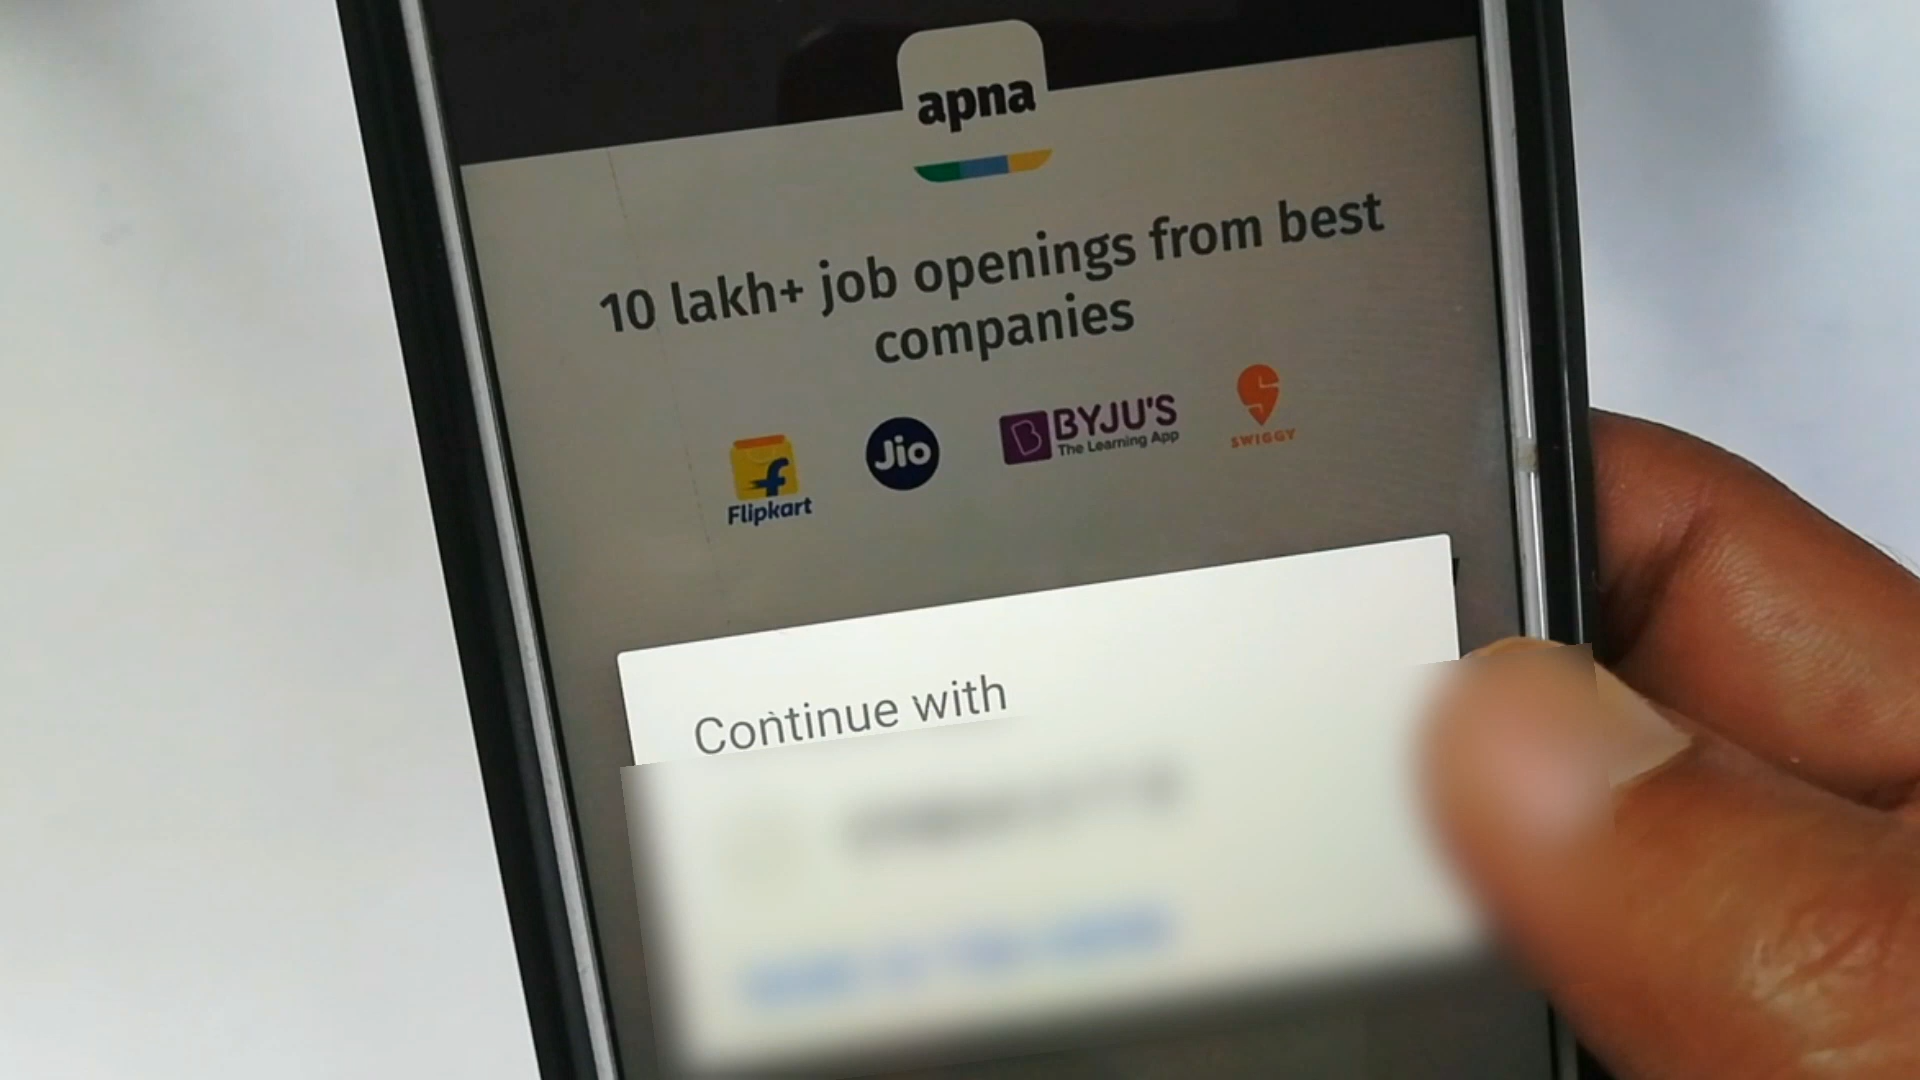 apna
10 lakh+ job openings from best
companies
Flipkart
Jio
BYJU'S
The Learning App
SWIGGY
Continue with